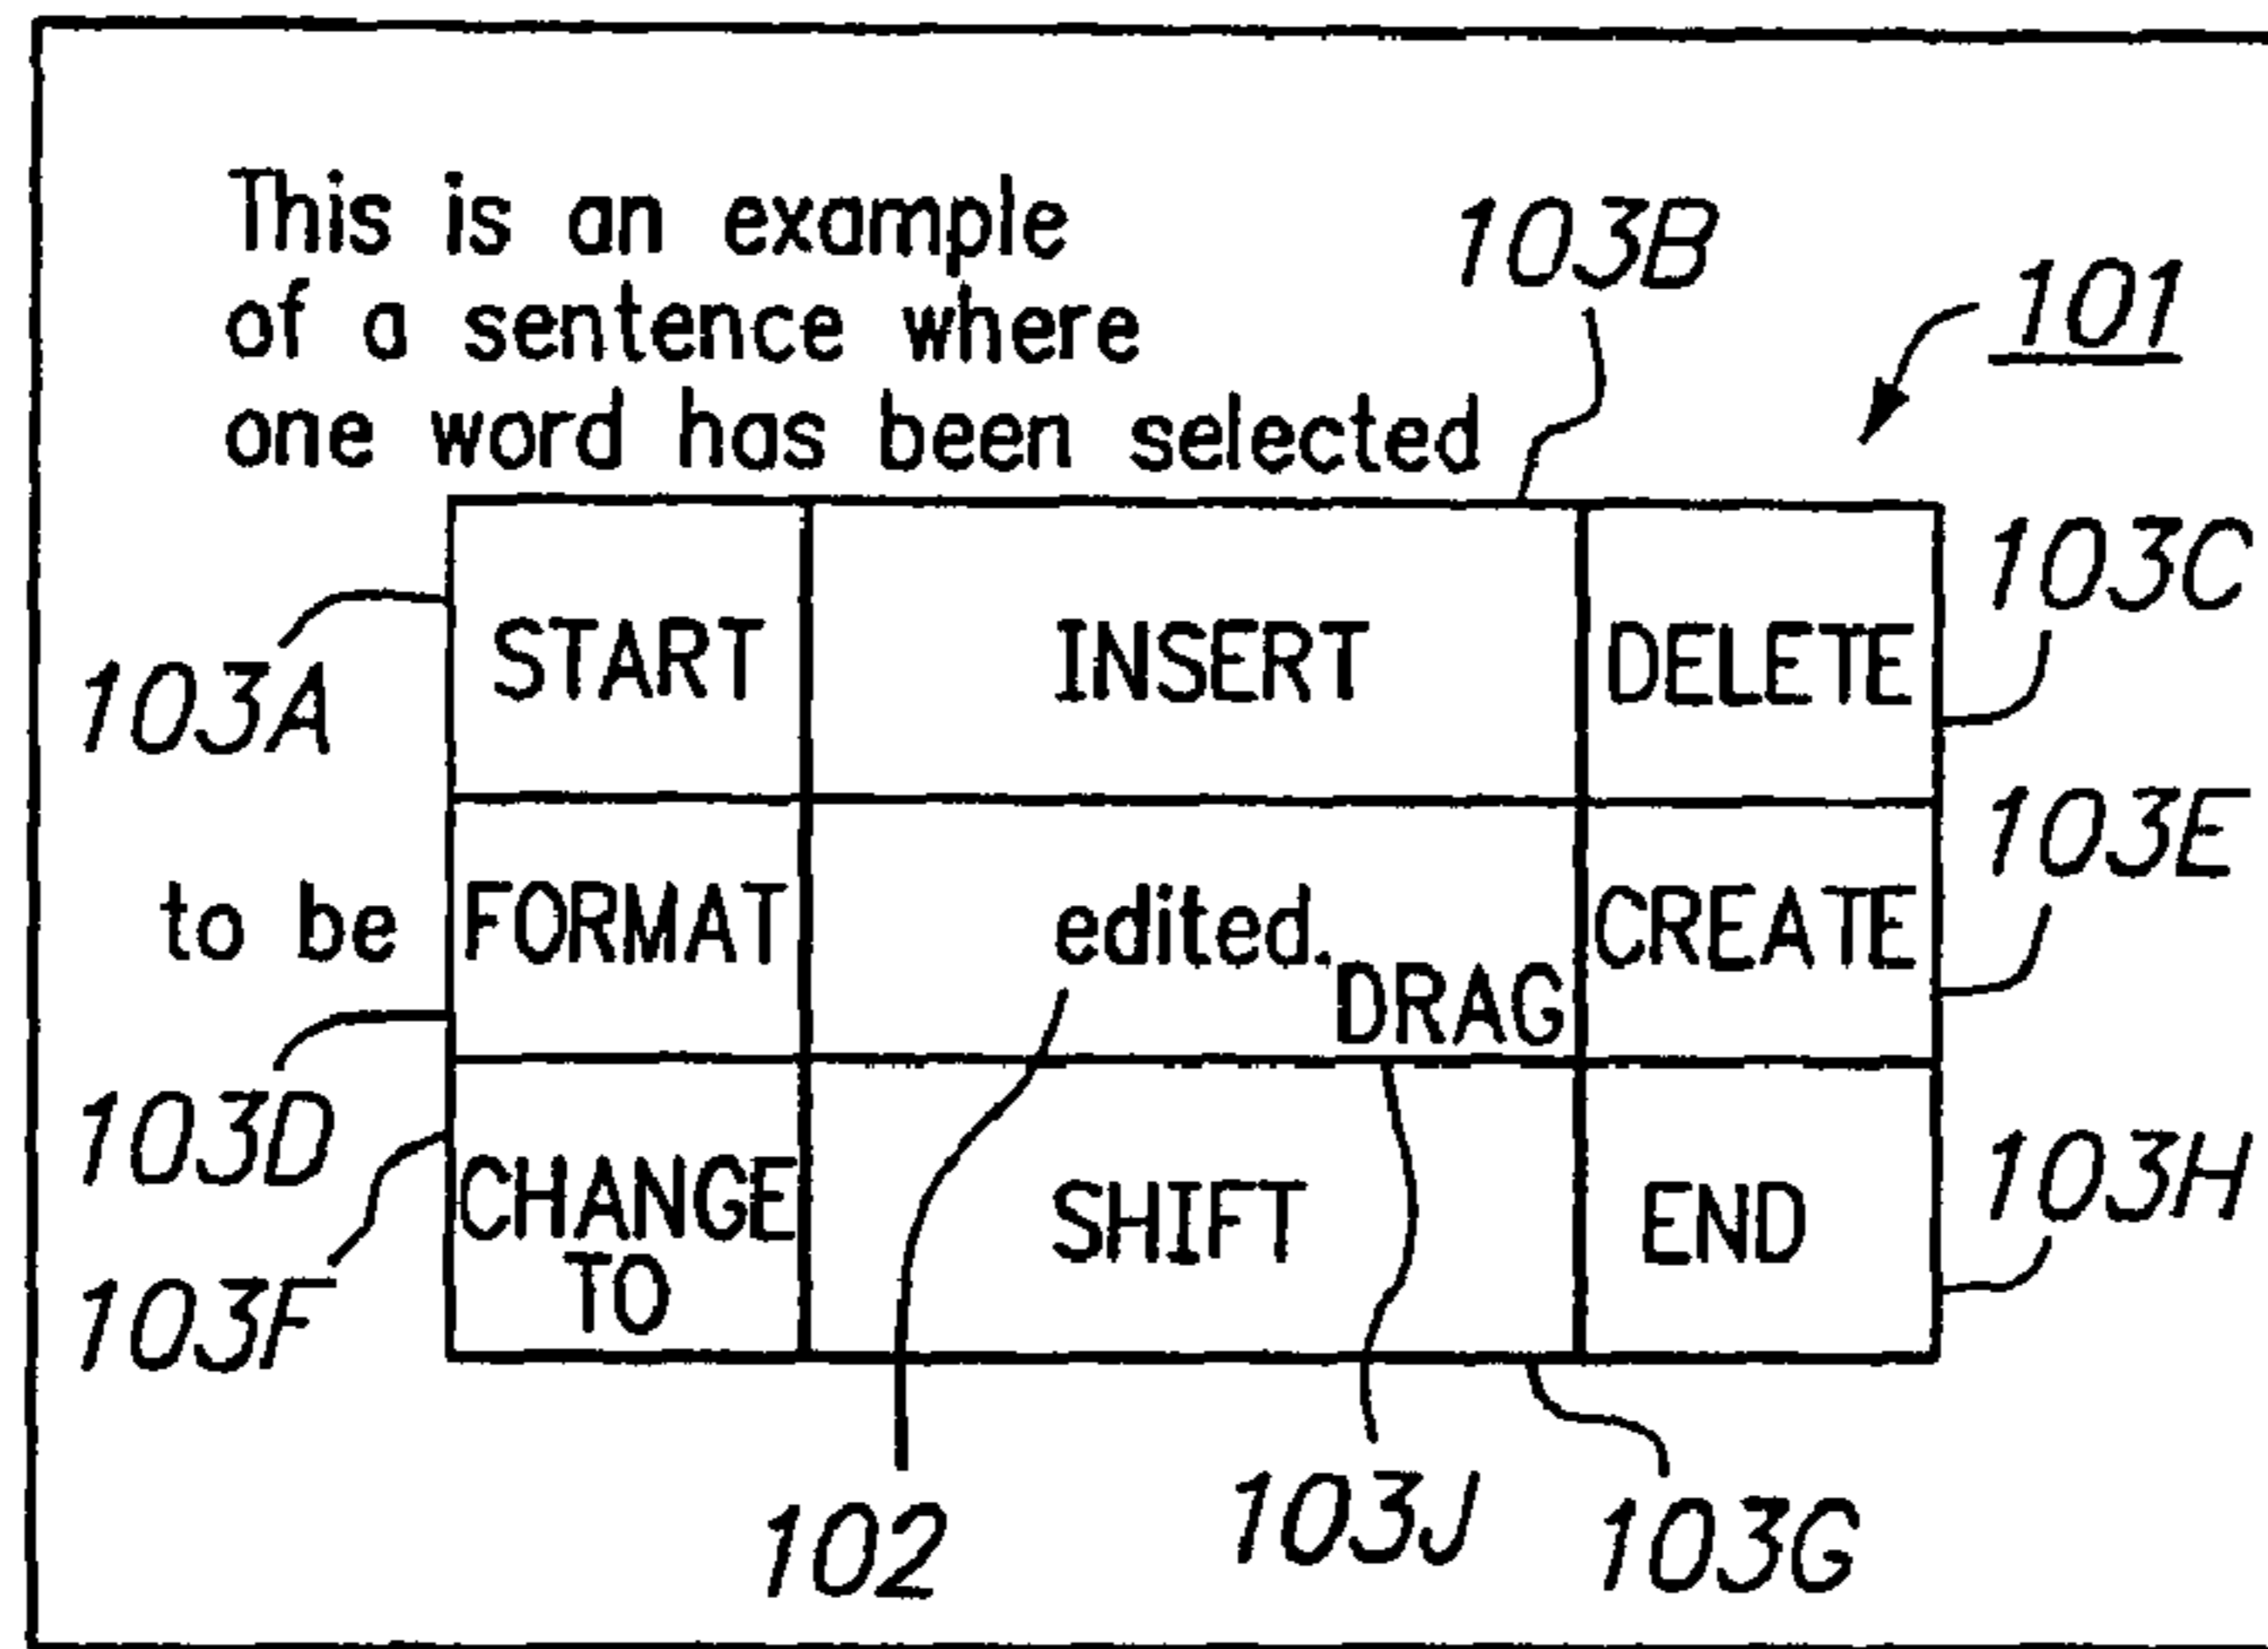 This is an example
103B
of a sentence where
101
one word has been selected
103C
START INSERT DELETE
103A
103E
to be FORMAT edited. CREATE
DRAG
103D
103H
CHANGE SHIFT END
TO
103F
102 103J 103G